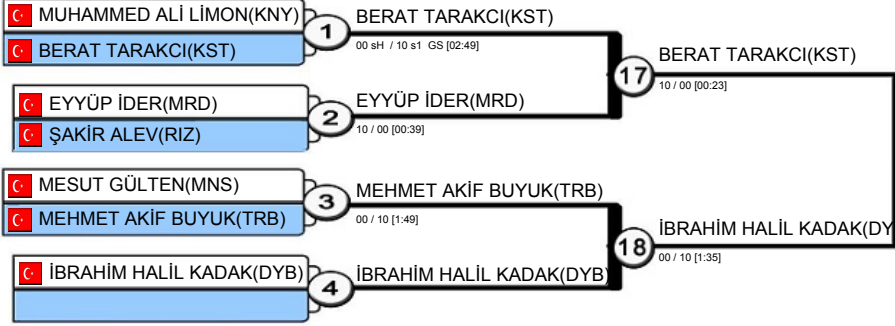 MUHAMMED ALİ LİMON(KNY)
BERAT TARAKCI(KST)
1
BERAT TARAKCI(KST)
00 sH / 10 s1 GS [02:49]
EYYÜP İDER(MRD)
ŞAKİR ALEV(RIZ)
2
EYYÜP İDER(MRD)
10 / 00 [00:39]
17
BERAT TARAKCI(KST)
10 / 00 [00:23]
MESUT GÜLTEN(MNS)
MEHMET AKİF BUYUK(TRB)
3
MEHMET AKİF BUYUK(TRB)
00 / 10 [1:49]
İBRAHİM HALİL KADAK(DYB)
4
İBRAHİM HALİL KADAK(DYB)
18
İBRAHİM HALİL KADAK(DY
00 / 10 [1:35]